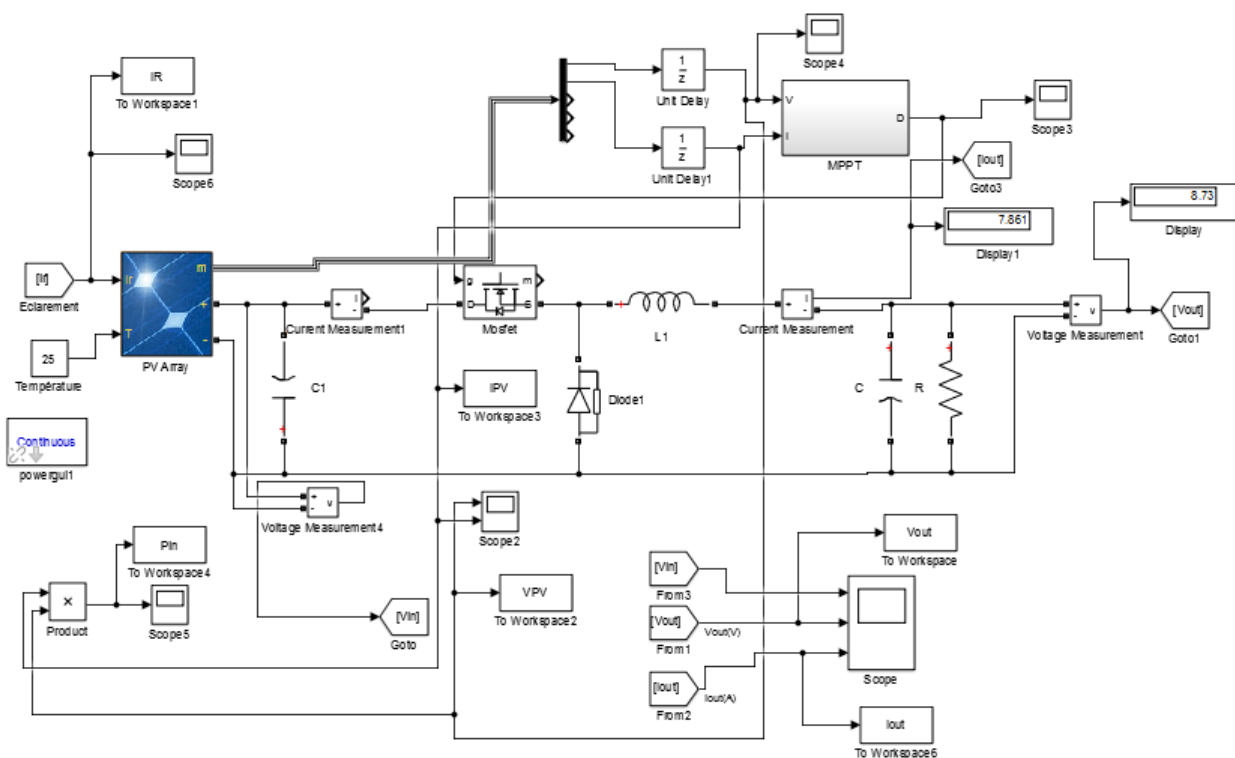 IR
To Workspace1
Scope6
[Ir]
Eclarement
Ir
m
T
+
-
PV Array
25
Température
Continuous
powergui1
1
z
Unit Delay
1
z
Unit Delay1
Scope4
V
I
D
MPPT
Scope3
[Iout]
Goto3
7.861
Display1
8.73
Display
+
-
I
Current Measurement1
g
m
D
S
Mosfet
+
L1
+
-
I
Current Measurement
+
-
v
Voltage Measurement
[Vout]
Goto1
C1
+
IPV
To Workspace3
Diode1
+
C
+
R
+
-
v
Voltage Measurement4
Scope2
PIn
To Workspace4
×
Product
Scope5
[VIn]
Goto
VPV
To Workspace2
[VIn]
From3
[Vout]
From1
Vout(V)
[Iout]
From2
Iout(A)
Vout
To Workspace
Scope
Iout
To Workspace6